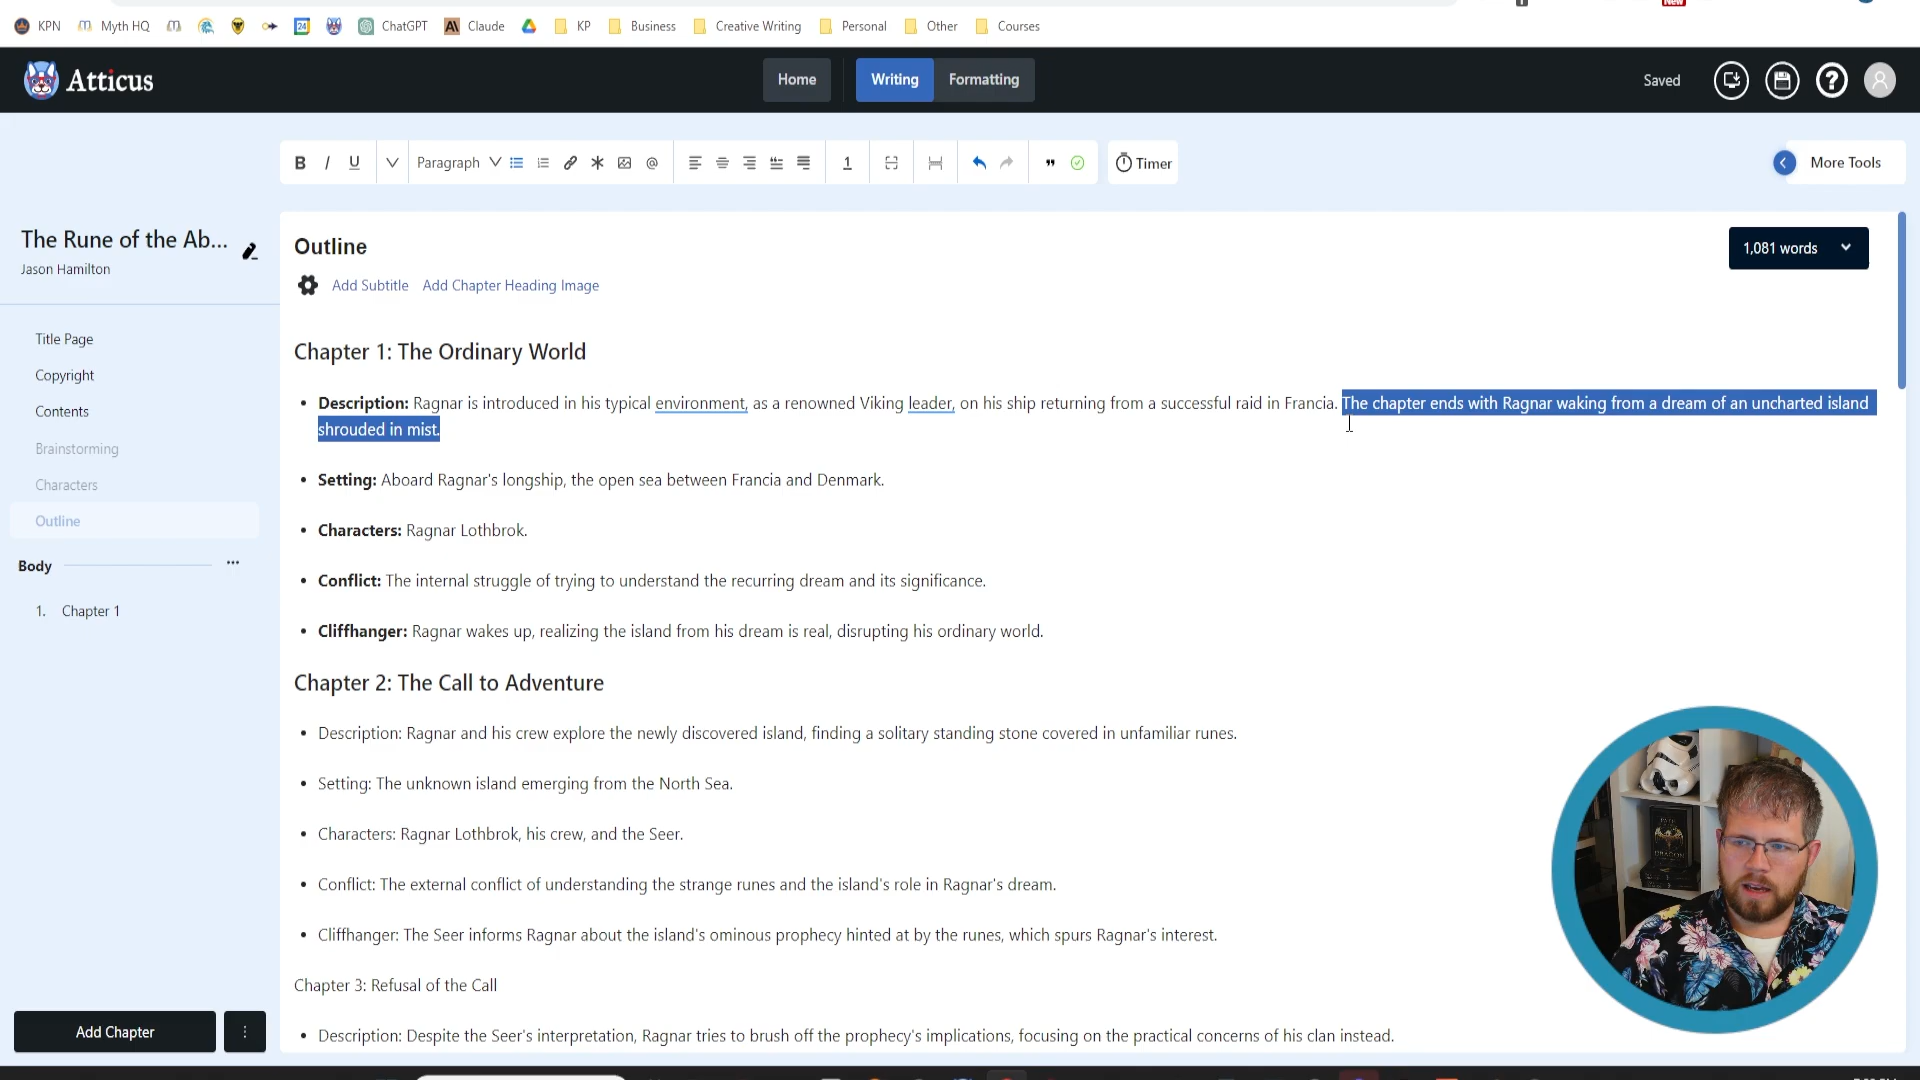 KPN Myth HQ ChatGPT Claude KP Business Creative Writing Personal Other Courses
New
24
Atticus
Home Writing Formatting
Saved
B I U Paragraph Timer
More Tools
The Rune of the Ab...
Jason Hamilton
Title Page
Copyright
Contents
Brainstorming
Characters
Outline
Body
1. Chapter 1
Add Chapter
Outline
1,081 words
Add Subtitle Add Chapter Heading Image
Chapter 1: The Ordinary World
• Description: Ragnar is introduced in his typical environment, as a renowned Viking leader, on his ship returning from a successful raid in Francia. The chapter ends with Ragnar waking from a dream of an uncharted island
shrouded in mist.
• Setting: Aboard Ragnar's longship, the open sea between Francia and Denmark.
• Characters: Ragnar Lothbrok.
• Conflict: The internal struggle of trying to understand the recurring dream and its significance.
• Cliffhanger: Ragnar wakes up, realizing the island from his dream is real, disrupting his ordinary world.
Chapter 2: The Call to Adventure
• Description: Ragnar and his crew explore the newly discovered island, finding a solitary standing stone covered in unfamiliar runes.
• Setting: The unknown island emerging from the North Sea.
• Characters: Ragnar Lothbrok, his crew, and the Seer.
• Conflict: The external conflict of understanding the strange runes and the island's role in Ragnar's dream.
• Cliffhanger: The Seer informs Ragnar about the island's ominous prophecy hinted at by the runes, which spurs Ragnar's interest.
Chapter 3: Refusal of the Call
• Description: Despite the Seer's interpretation, Ragnar tries to brush off the prophecy's implications, focusing on the practical concerns of his clan instead.
DRAGON